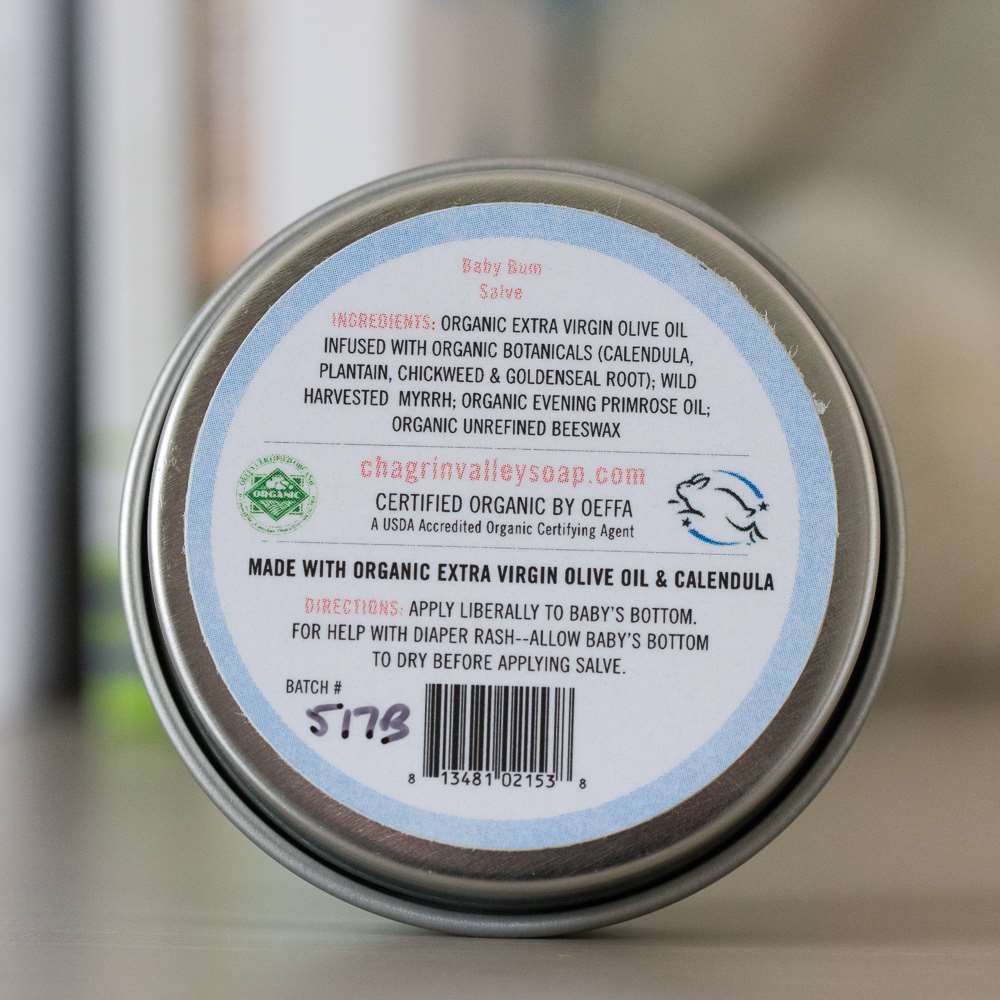 Baby Bum
Salve
INGREDIENTS: ORGANIC EXTRA VIRGIN OLIVE OIL
INFUSED WITH ORGANIC BOTANICALS (CALENDULA,
PLANTAIN, CHICKWEED & GOLDENSEAL ROOT); WILD
HARVESTED MYRRH; ORGANIC EVENING PRIMROSE OIL;
ORGANIC UNREFINED BEESWAX
chagrinvalleysoap.com
ORGANIC
CERTIFIED ORGANIC BY OEFFA
A USDA Accredited Organic Certifying Agent
MADE WITH ORGANIC EXTRA VIRGIN OLIVE OIL & CALENDULA
DIRECTIONS: APPLY LIBERALLY TO BABY'S BOTTOM.
FOR HELP WITH DIAPER RASH--ALLOW BABY'S BOTTOM
TO DRY BEFORE APPLYING SALVE.
BATCH #
517B
8 13481 02153 8